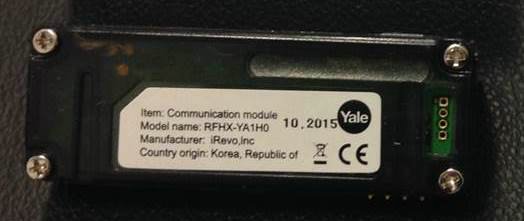 Item: Communication module
Model name: RFHX-YA1H0
10,2015
Yale
Manufacturer: iRevo,Inc
Country origin: Korea, Republic of
CE